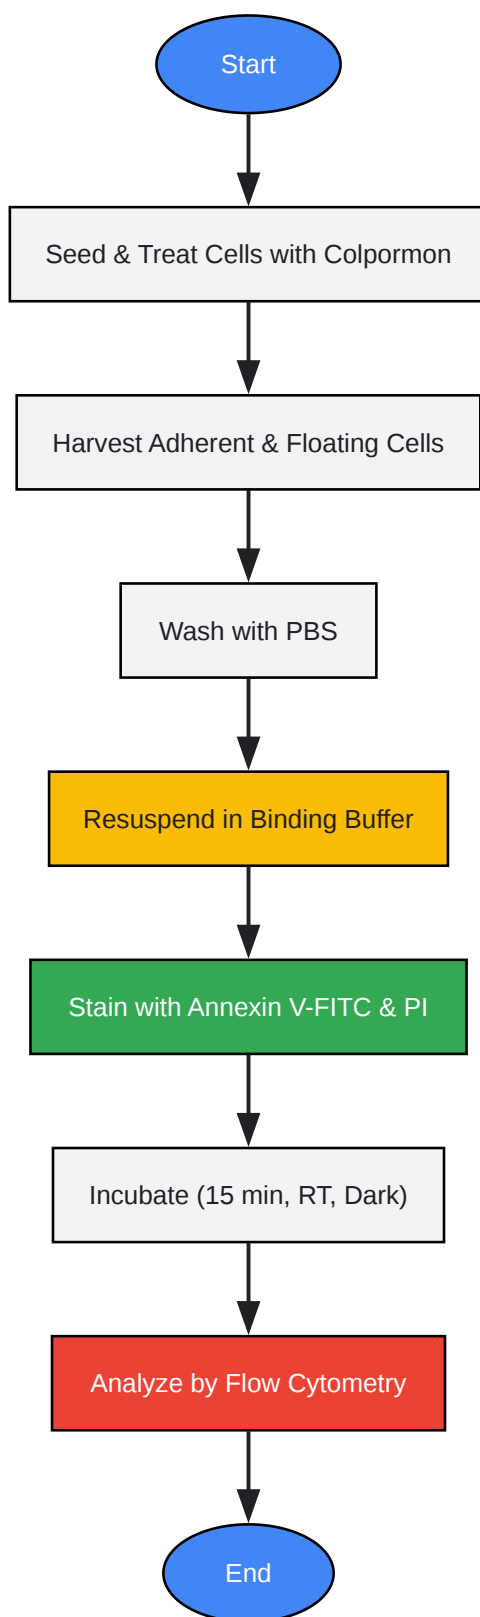 Start
Seed & Treat Cells with Colpormon
Harvest Adherent & Floating Cells
Wash with PBS
Resuspend in Binding Buffer
Stain with Annexin V-FITC & PI
Incubate (15 min, RT, Dark)
Analyze by Flow Cytometry
End